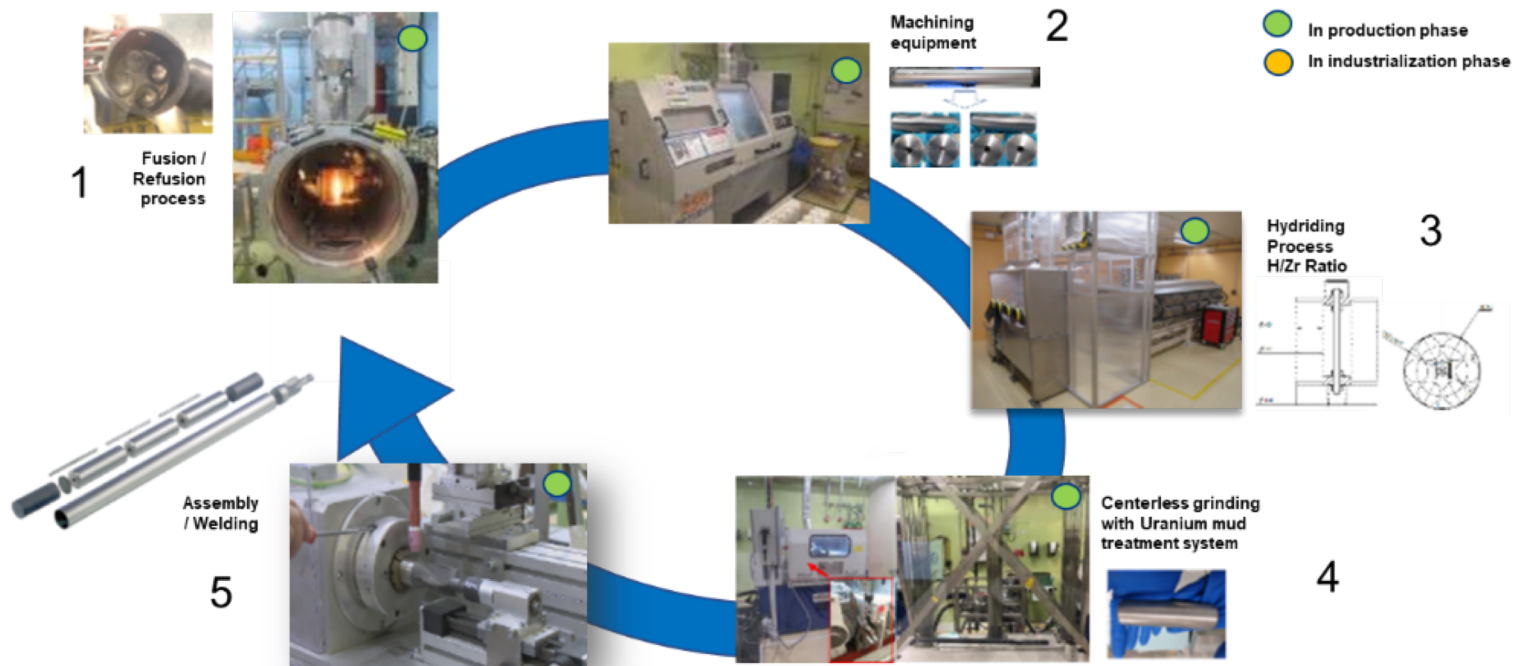 1
Fusion /
Refusion
process
Machining
equipment
2
In production phase
In industrialization phase
Hydriding
Process
H/Zr Ratio
3
Centerless grinding
with Uranium mud
treatment system
4
Assembly
/ Welding
5